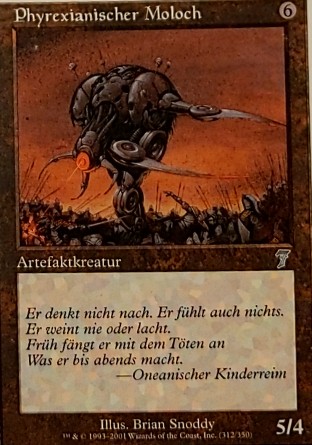 Phyrexianischer Moloch 6
Artefaktkreatur
Er denkt nicht nach. Er fühlt auch nichts.
Er weint nie oder lacht.
Früh fängt er mit dem Töten an
Was er bis abends macht.
—Oneanischer Kinderreim
Illus. Brian Snoddy
™ & © 1993-2001 Wizards of the Coast, Inc. (312/350)
5/4